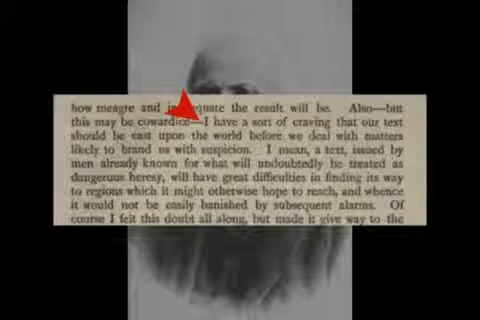 how meagre and inadequate the result will be. Also—but
this may be cowardice—I have a sort of craving that our text
should be cast upon the world before we deal with matters
likely to brand us with suspicion. I mean, a text, issued by
men already known for what will undoubtedly be treated as
dangerous heresy, will have great difficulties in finding its way
to regions which it might otherwise hope to reach, and whence
it would not be easily banished by subsequent alarms. Of
course I felt this doubt all along, but made it give way to the